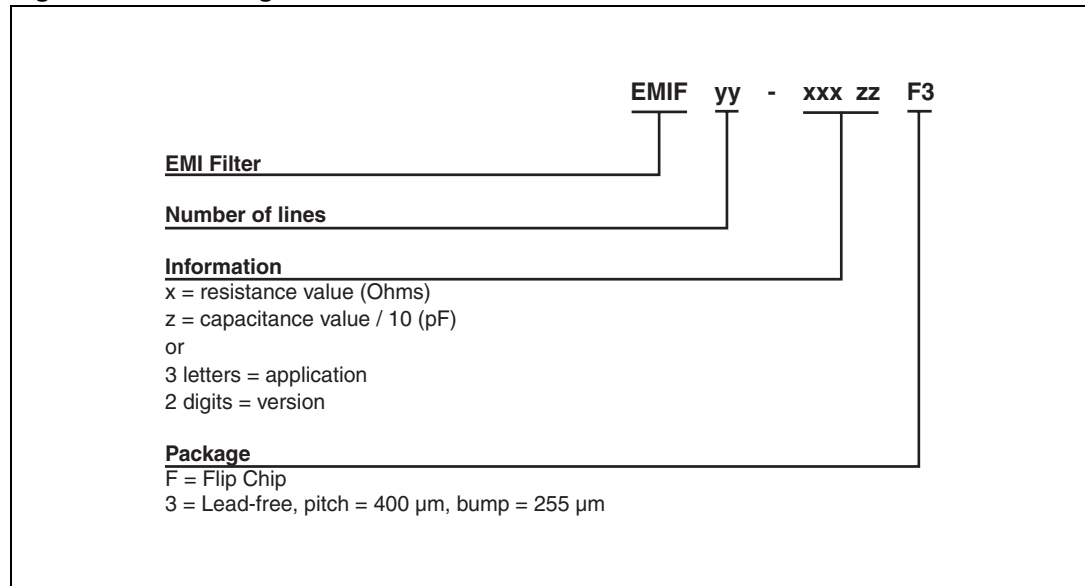 EMIF yy - xxx zz F3
EMI Filter
Number of lines
Information
x = resistance value (Ohms)
z = capacitance value / 10 (pF)
or
3 letters = application
2 digits = version
Package
F = Flip Chip
3 = Lead-free, pitch = 400 µm, bump = 255 µm